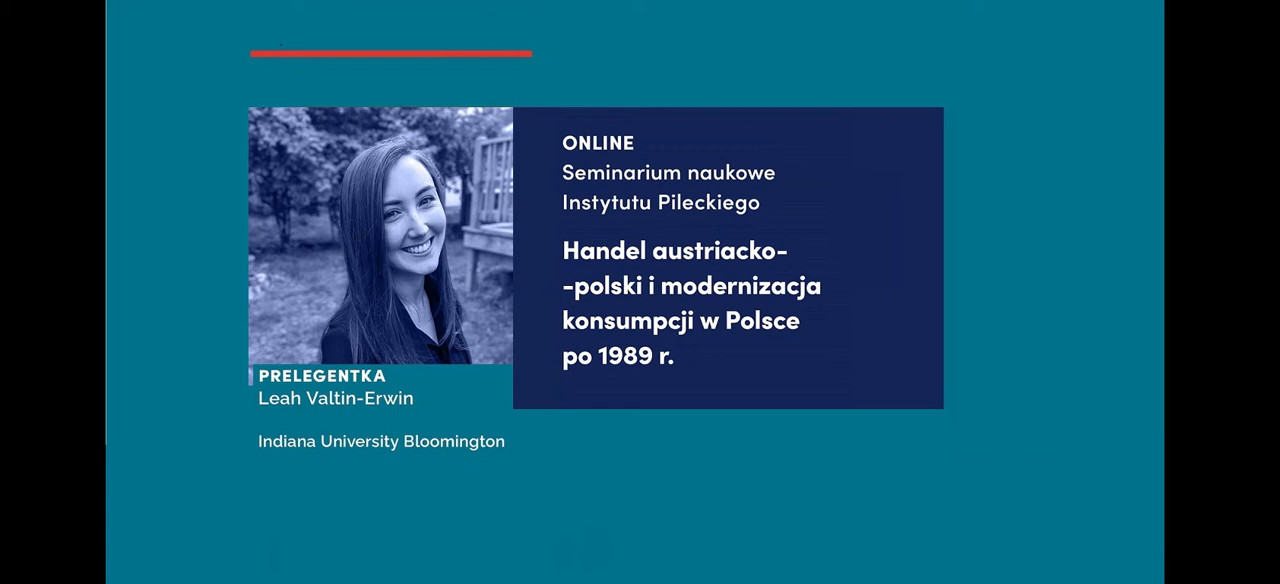 ONLINE
Seminarium naukowe
Instytutu Pileckiego
Handel austriacko-
-polski i modernizacja
konsumpcji w Polsce
po 1989 r.
PRELEGENTKA
Leah Valtin-Erwin
Indiana University Bloomington